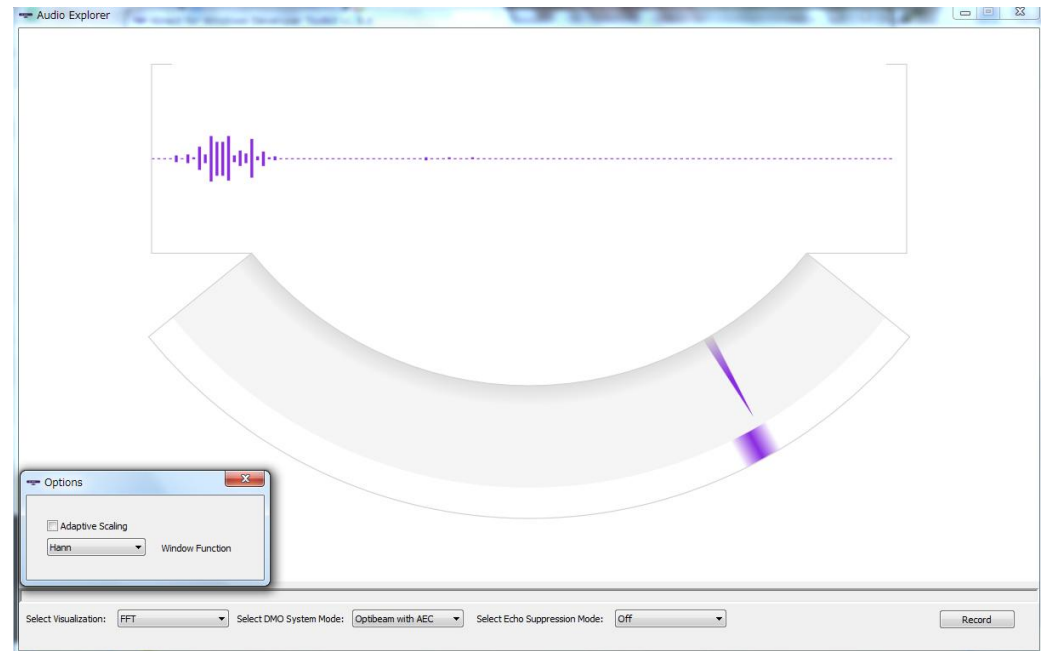 Audio Explorer
Options
Adaptive Scaling
Hann
Window Function
Select Visualization:
FFT
Select DMO System Mode:
Optibeam with AEC
Select Echo Suppression Mode:
Off
Record